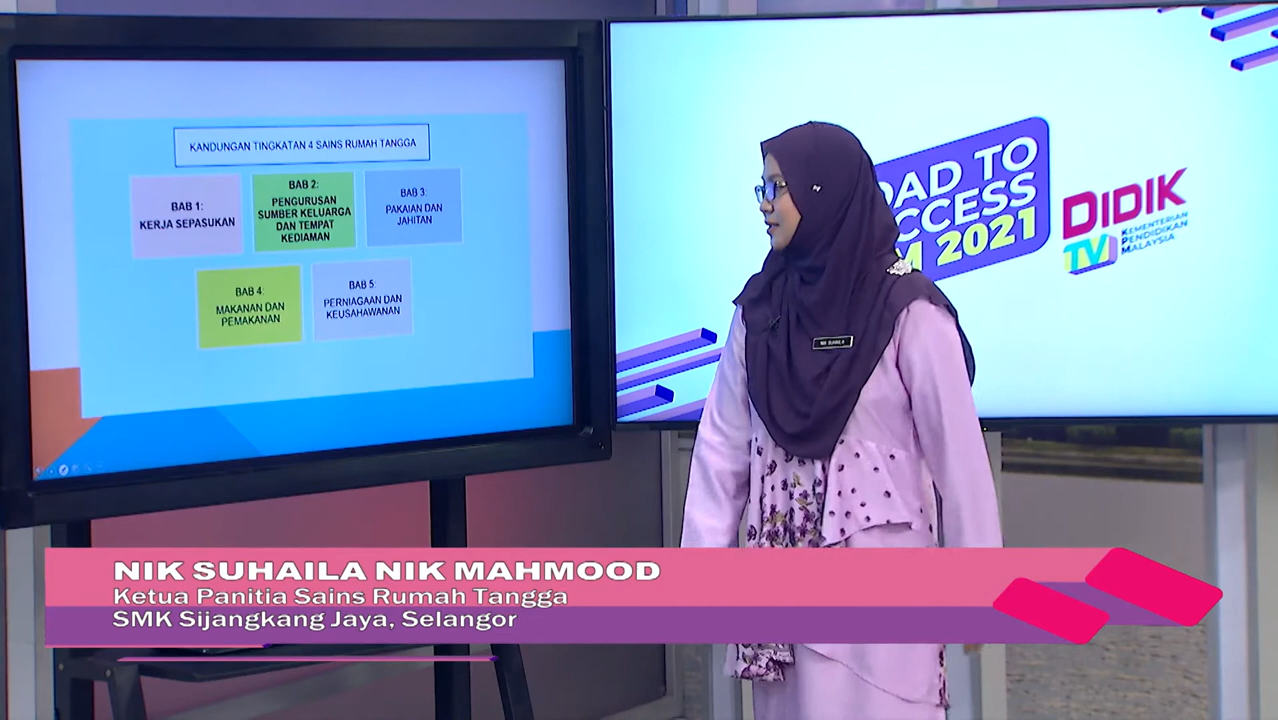 KANDUNGAN TINGKATAN 4 SAINS RUMAH TANGGA
BAB 1:
KERJA SEPASUKAN
BAB 2:
PENGURUSAN
SUMBER KELUARGA
DAN TEMPAT
KEDIAMAN
BAB 3:
PAKAIAN DAN
JAHITAN
BAB 4:
MAKANAN DAN
PEMAKANAN
BAB 5:
PERNIAGAAN DAN
KEUSAHAWANAN
OAD TO
CCESS
M 2021
DIDIK
TV
KEMENTERIAN
PENDIDIKAN
MALAYSIA
NIK SUHAILA
NIK SUHAILA NIK MAHMOOD
Ketua Panitia Sains Rumah Tangga
SMK Sijangkang Jaya, Selangor